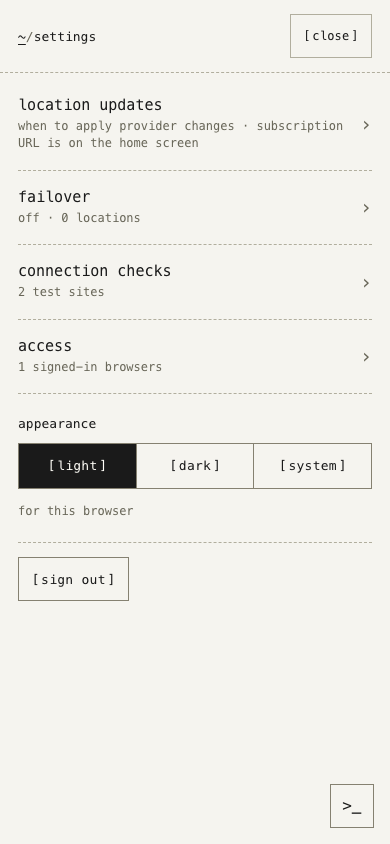 ~/settings
[close]
location updates
when to apply provider changes · subscription
URL is on the home screen
›
failover
off · 0 locations
›
connection checks
2 test sites
›
access
1 signed-in browsers
›
appearance
[light] [dark] [system]
for this browser
[sign out]
>_